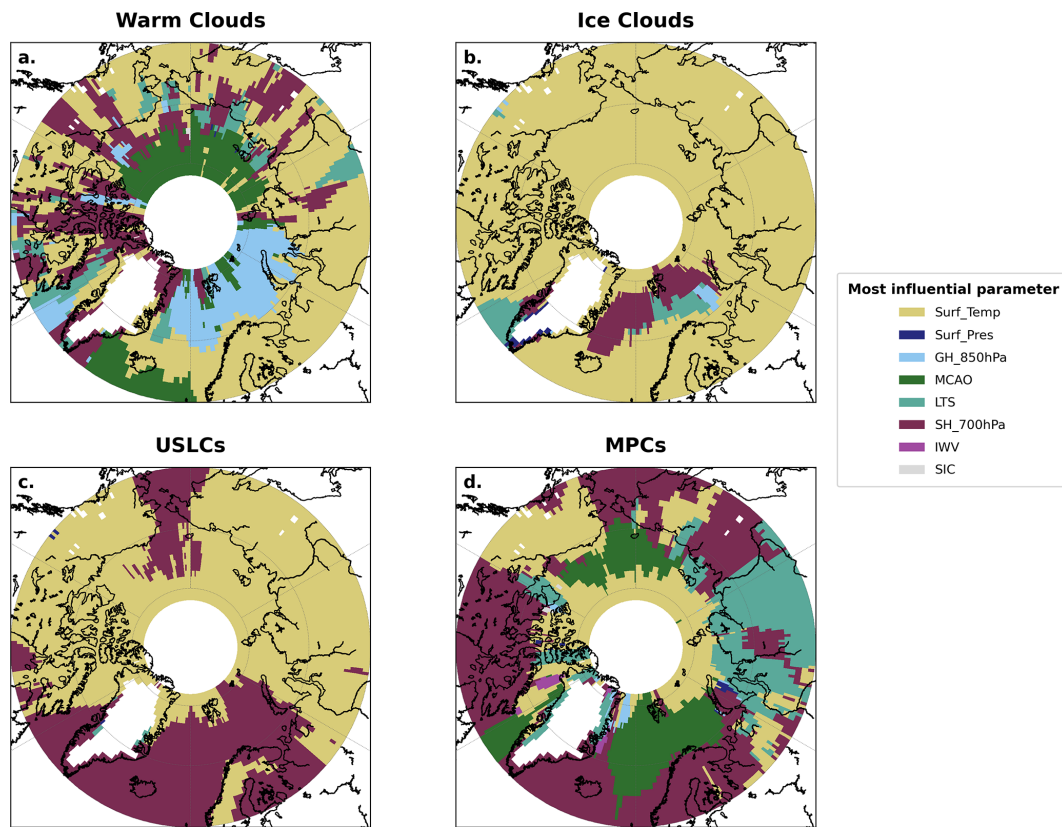 Warm Clouds
Ice Clouds
a.
b.
Most influential parameter
Surf_Temp
Surf_Pres
GH_850hPa
MCAO
LTS
SH_700hPa
IWV
SIC
USLCs
MPCs
c.
d.